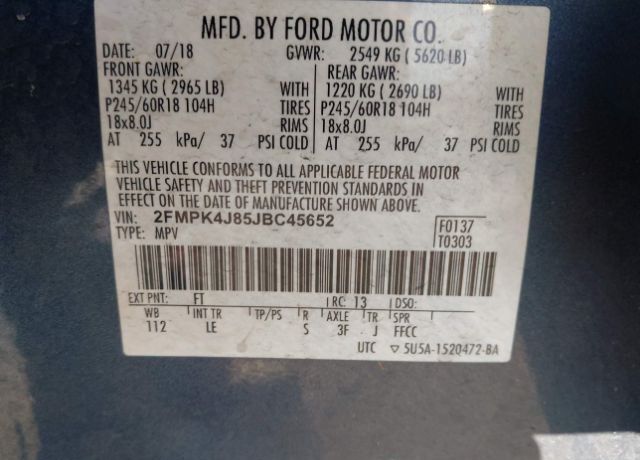 MFD. BY FORD MOTOR CO.
DATE: 07/18 GVWR: 2549 KG ( 5620 LB)
FRONT GAWR: REAR GAWR:
1345 KG ( 2965 LB) WITH 1220 KG ( 2690 LB) WITH
P245/60R18 104H TIRES P245/60R18 104H TIRES
18x8.0J RIMS 18x8.0J RIMS
AT 255 kPa/ 37 PSI COLD AT 255 kPa/ 37 PSI COLD
THIS VEHICLE CONFORMS TO ALL APPLICABLE FEDERAL MOTOR
VEHICLE SAFETY AND THEFT PREVENTION STANDARDS IN
EFFECT ON THE DATE OF MANUFACTURE SHOWN ABOVE.
VIN: 2FMPK4J85JBC45652 F0137
TYPE: MPV T0303
EXT PNT: FT RC: 13 DSO:
WB INT TR TP/PS R AXLE TR SPR
112 LE S 3F J FFCC
UTC ▽ 5U5A-1520472-BA